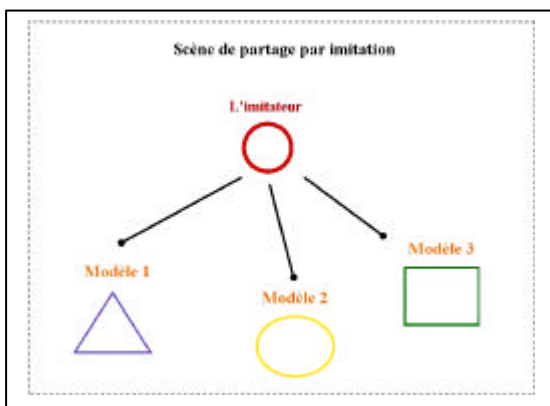 Scène de partage par imitation
L'imitateur
Modèle 1
Modèle 2
Modèle 3